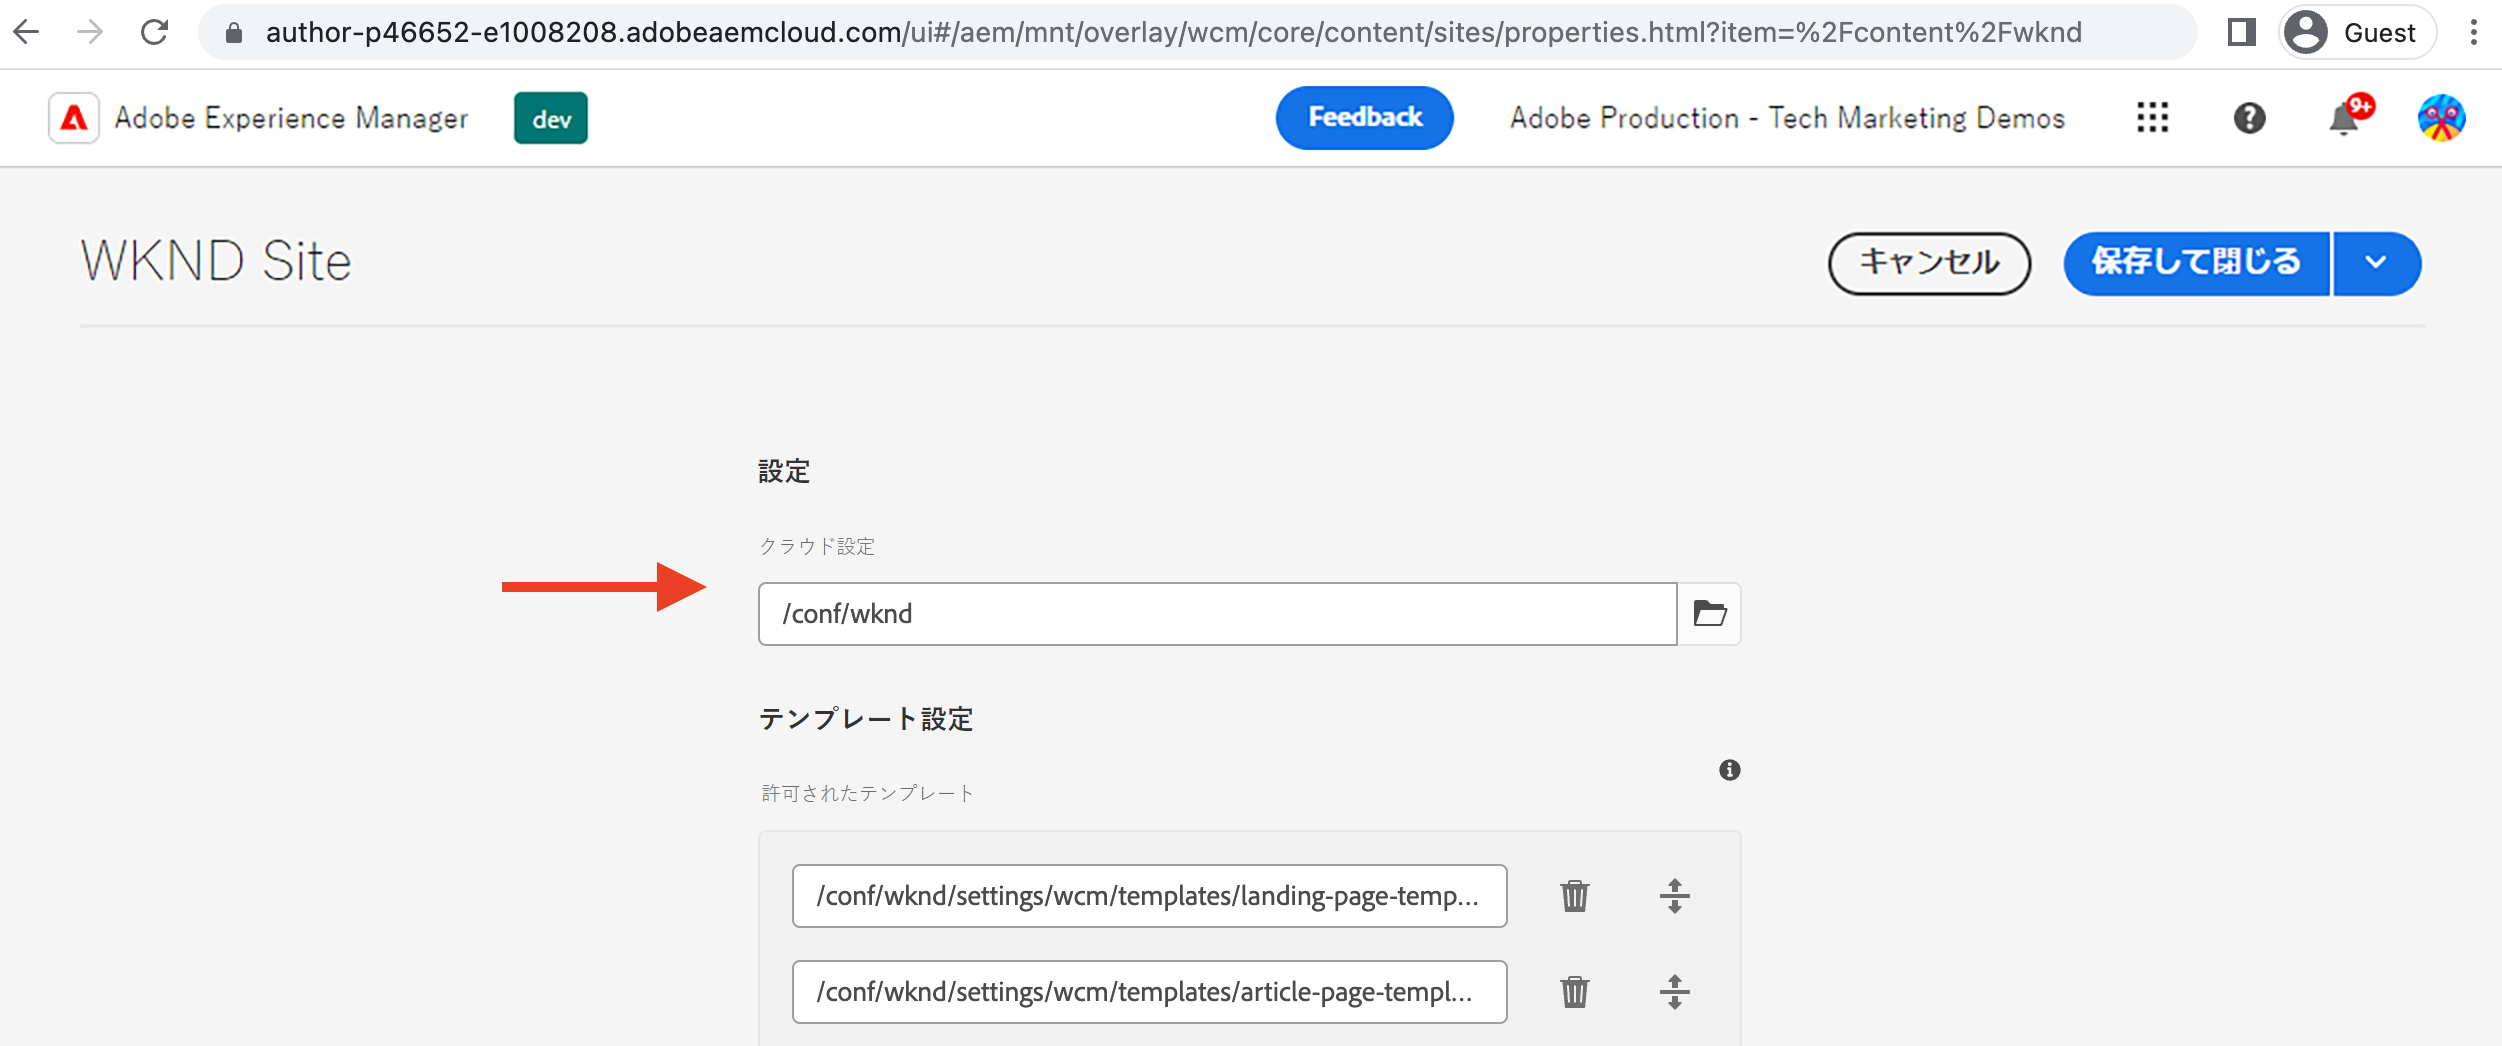 author-p46652-e1008208.adobeaemcloud.com/ui#/aem/mnt/overlay/wcm/core/content/sites/properties.html?item=%2Fcontent%2Fwknd
Guest
Adobe Experience Manager
dev
Feedback
Adobe Production - Tech Marketing Demos
9+
WKND Site
キャンセル
保存して閉じる
設定
クラウド設定
/conf/wknd
テンプレート設定
許可されたテンプレート
/conf/wknd/settings/wcm/templates/landing-page-temp...
/conf/wknd/settings/wcm/templates/article-page-templ...